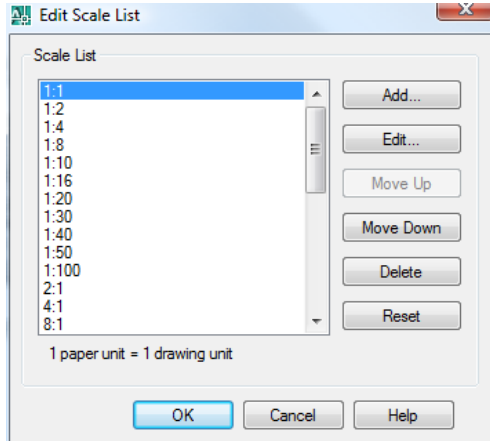 Edit Scale List
Scale List
1:1
1:2
1:4
1:8
1:10
1:16
1:20
1:30
1:40
1:50
1:100
2:1
4:1
8:1
Add...
Edit...
Move Up
Move Down
Delete
Reset
1 paper unit = 1 drawing unit
OK Cancel Help